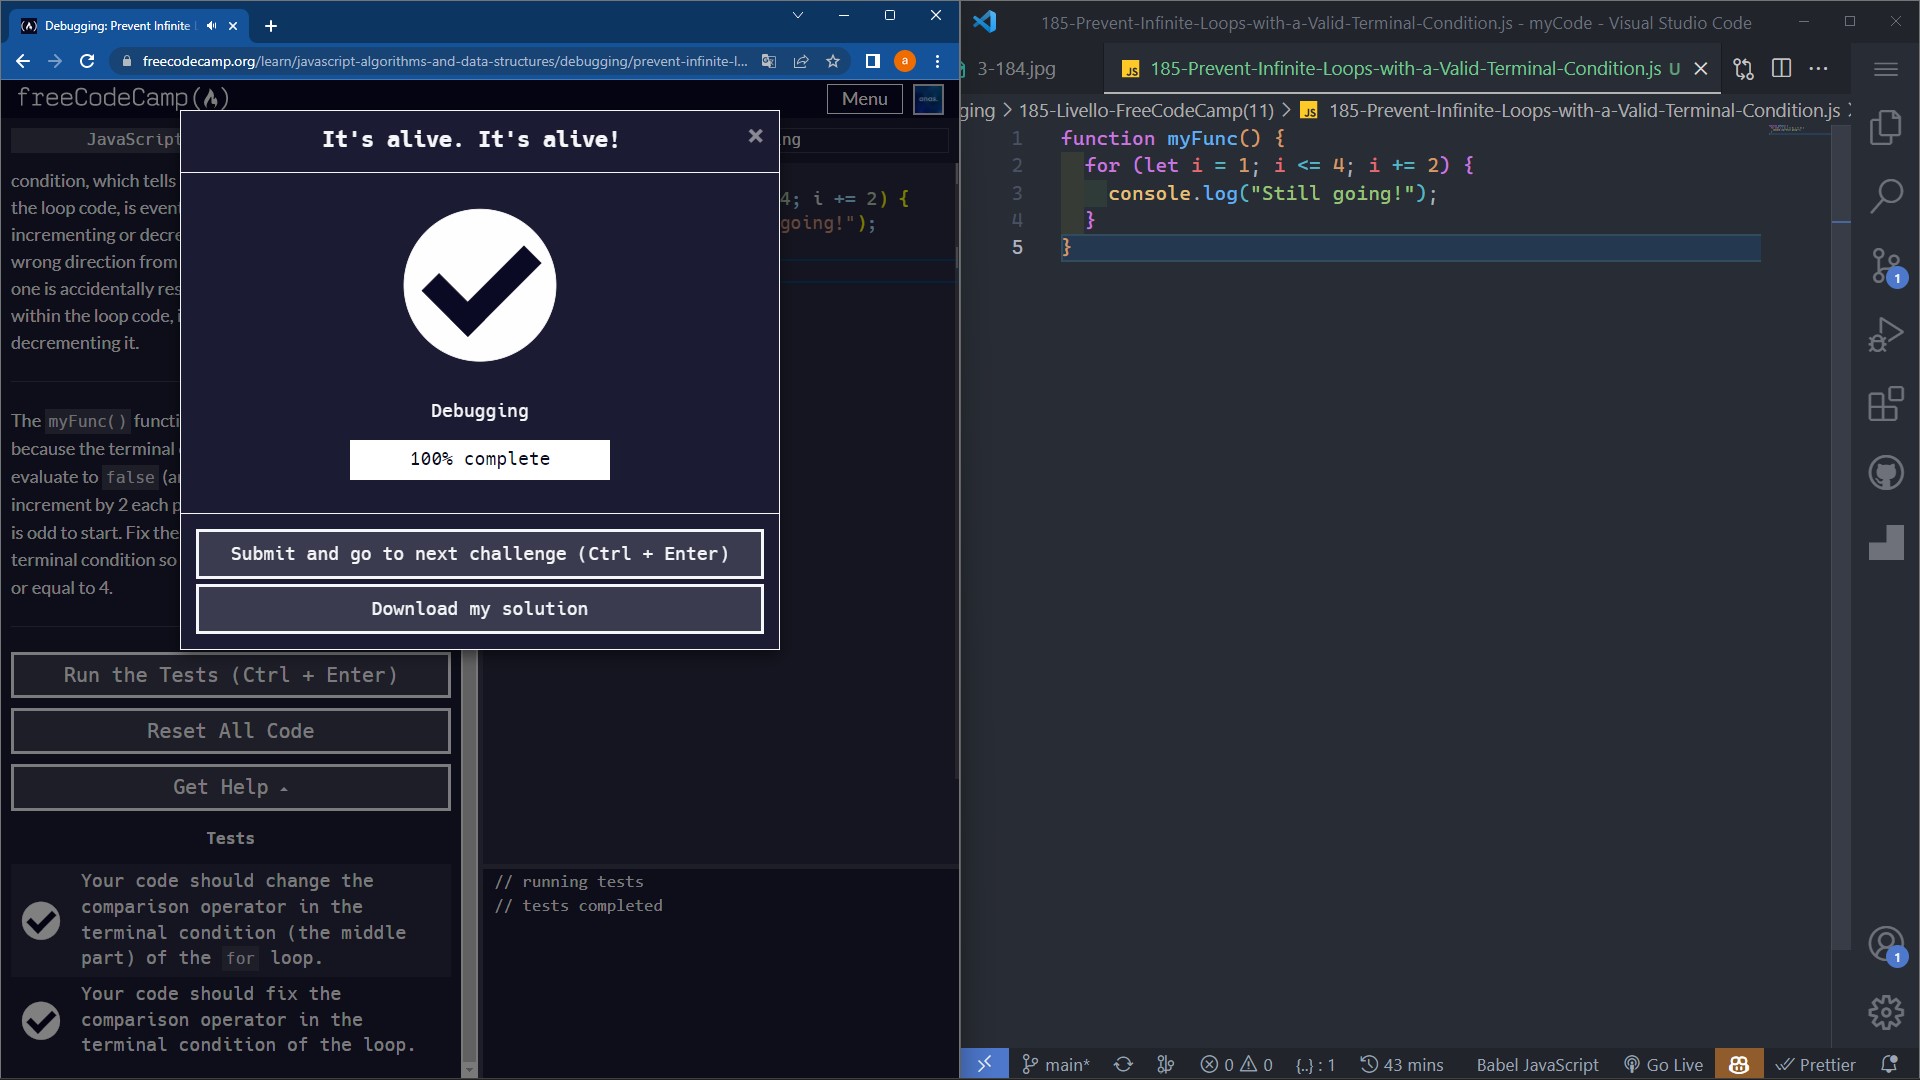 Debugging: Prevent Infinite
freecodecamp.org/learn/javascript-algorithms-and-data-structures/debugging/prevent-infinite-l...
a
freeCodeCamp
Menu
JavaScript
ng
condition, which tells
the loop code, is even
incrementing or decre
wrong direction from
one is accidentally res
within the loop code, i
decrementing it.
The myFunc() functi
because the terminal
evaluate to false (a
increment by 2 each p
is odd to start. Fix the
terminal condition so
or equal to 4.
Run the Tests (Ctrl + Enter)
Reset All Code
Get Help
Tests
Your code should change the
comparison operator in the
terminal condition (the middle
part) of the for loop.
Your code should fix the
comparison operator in the
terminal condition of the loop.
4; i += 2) {
going!");
// running tests
// tests completed
It's alive. It's alive!
Debugging
100% complete
Submit and go to next challenge (Ctrl + Enter)
Download my solution
185-Prevent-Infinite-Loops-with-a-Valid-Terminal-Condition.js - myCode - Visual Studio Code
3-184.jpg
JS 185-Prevent-Infinite-Loops-with-a-Valid-Terminal-Condition.js U
ging > 185-Livello-FreeCodeCamp(11) > JS 185-Prevent-Infinite-Loops-with-a-Valid-Terminal-Condition.js
1 function myFunc() {
2 for (let i = 1; i <= 4; i += 2) {
3 console.log("Still going!");
4 }
5 }
1
1
main* 0 0 {..} : 1 43 mins Babel JavaScript Go Live Prettier